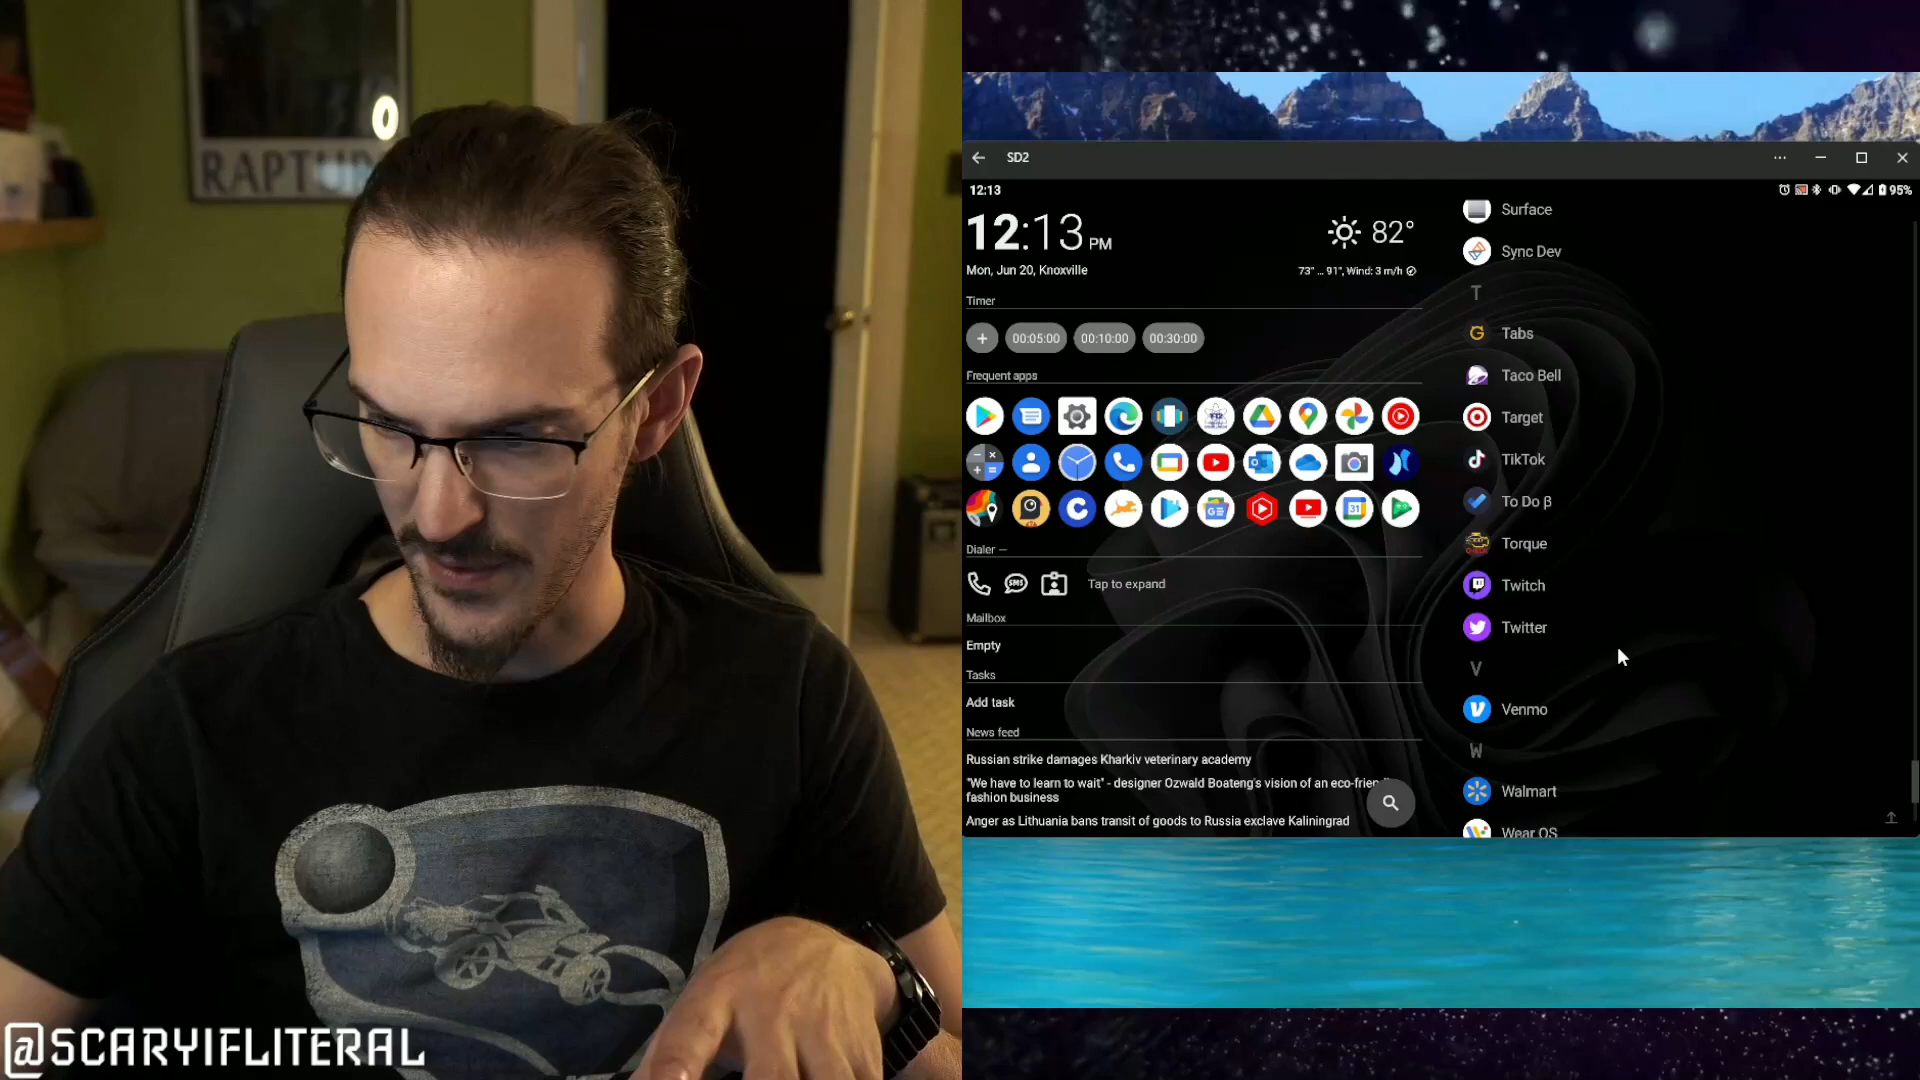 RAPTUR
@SCARYIFLITERAL
SD2
12:13
95%
12:13 PM
82°
Mon, Jun 20, Knoxville
73° ... 91°, Wind: 3 m/h
Timer
+ 00:05:00 00:10:00 00:30:00
Frequent apps
Dialer —
SMS
Tap to expand
Mailbox
Empty
Tasks
Add task
News feed
Russian strike damages Kharkiv veterinary academy
"We have to learn to wait" - designer Ozwald Boateng's vision of an eco-frien
fashion business
Anger as Lithuania bans transit of goods to Russia exclave Kaliningrad
Surface
Sync Dev
T
Tabs
Taco Bell
Target
TikTok
To Do β
Torque
Twitch
Twitter
V
Venmo
W
Walmart
Wear OS